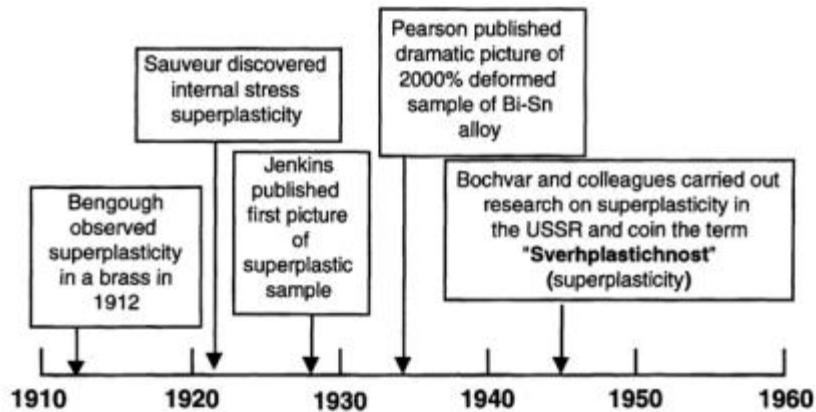 Sauveur discovered
internal stress
superplasticity
Pearson published
dramatic picture of
2000% deformed
sample of Bi-Sn
alloy
Bengough
observed
superplasticity
in a brass in
1912
Jenkins
published
first picture
of
superplastic
sample
Bochvar and colleagues carried out
research on superplasticity in
the USSR and coin the term
"Sverhplastichnost"
(superplasticity)
1910 1920 1930 1940 1950 1960